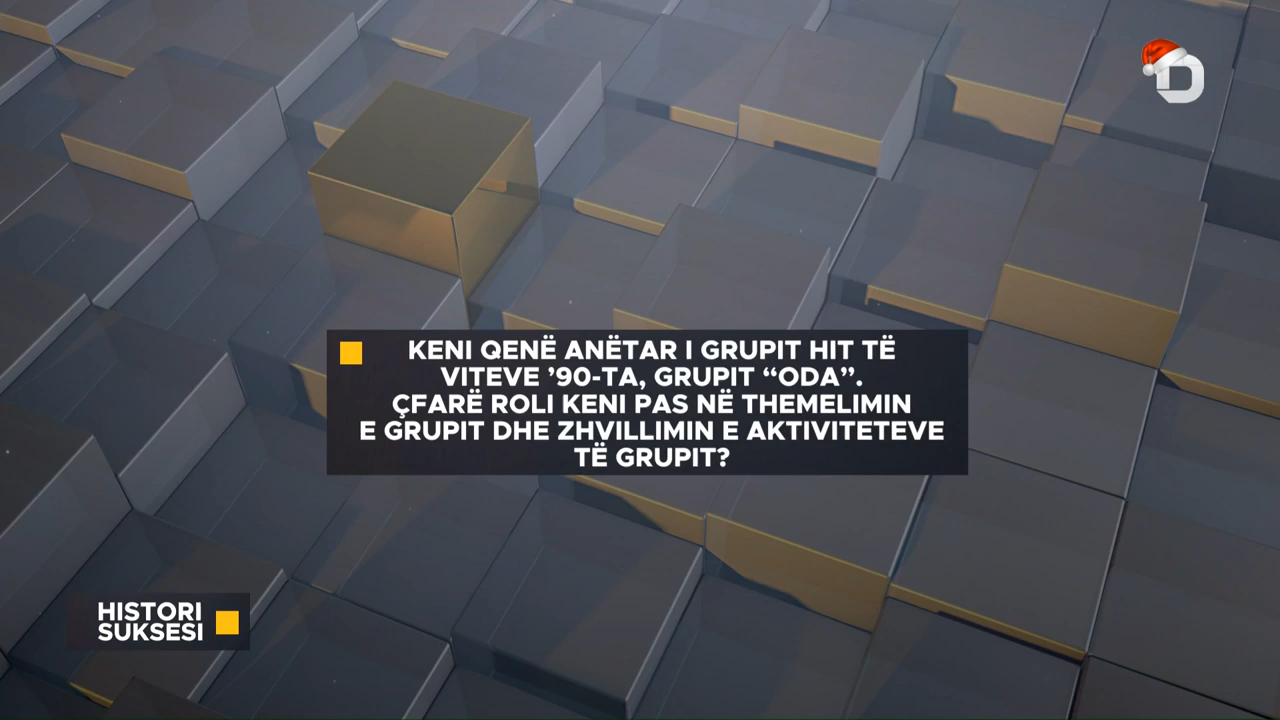 KENI QENË ANËTAR I GRUPIT HIT TË
VITEVE ’90-TA, GRUPIT “ODA”.
ÇFARË ROLI KENI PAS NË THEMELIMIN
E GRUPIT DHE ZHVILLIMIN E AKTIVITETEVE
TË GRUPIT?
HISTORI
SUKSESI
D